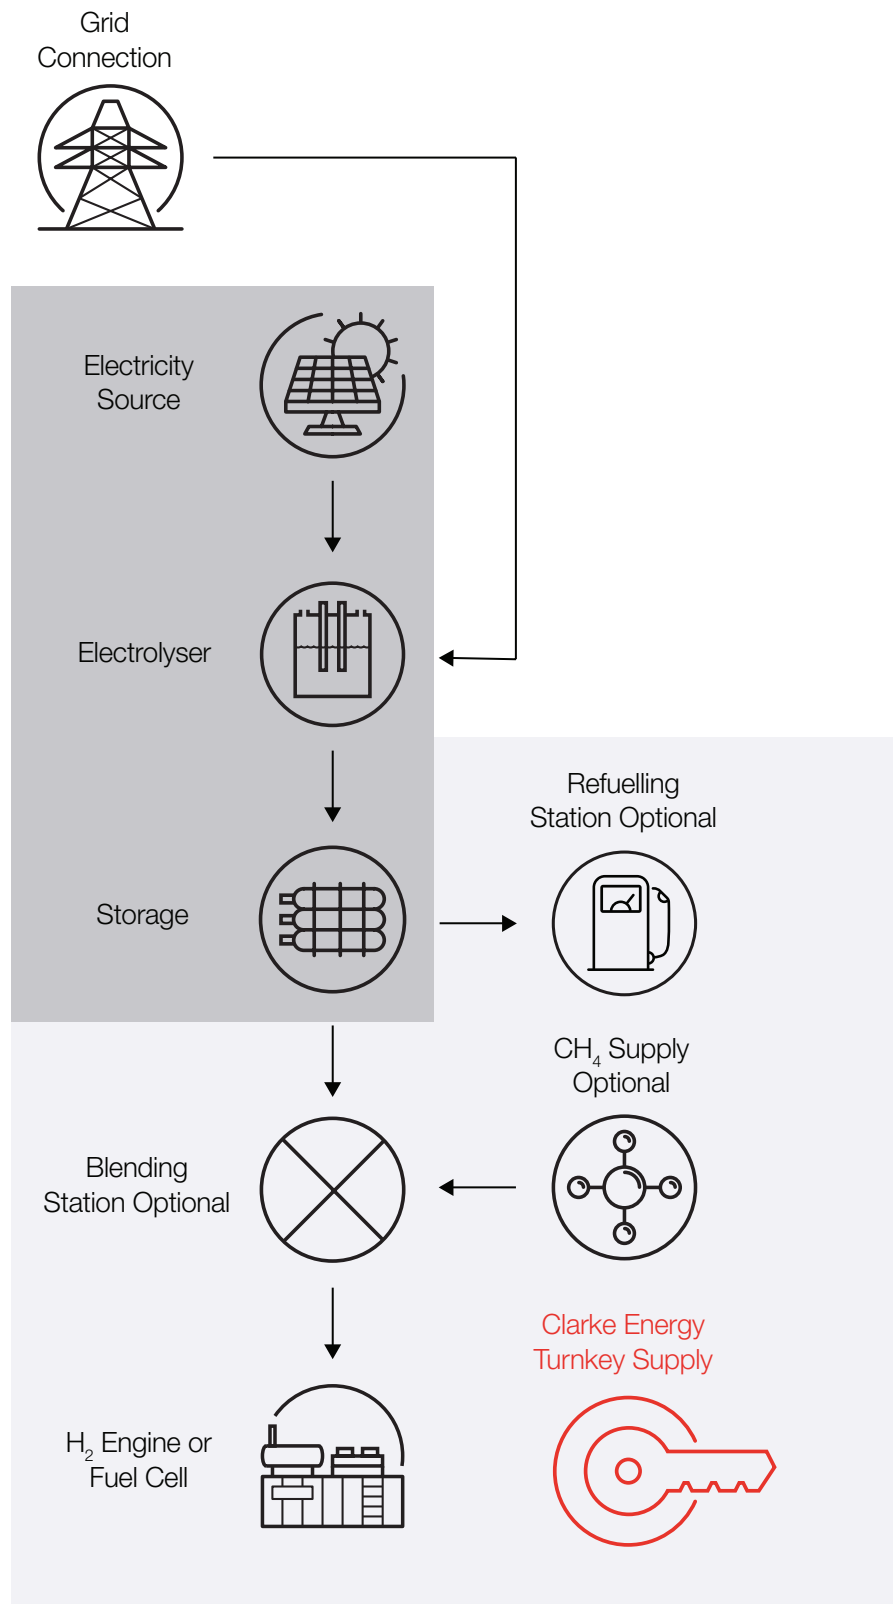 Grid
Connection
Electricity
Source
Electrolyser
Refuelling
Station Optional
Storage
CH₄ Supply
Optional
Blending
Station Optional
Clarke Energy
Turnkey Supply
H₂ Engine or
Fuel Cell